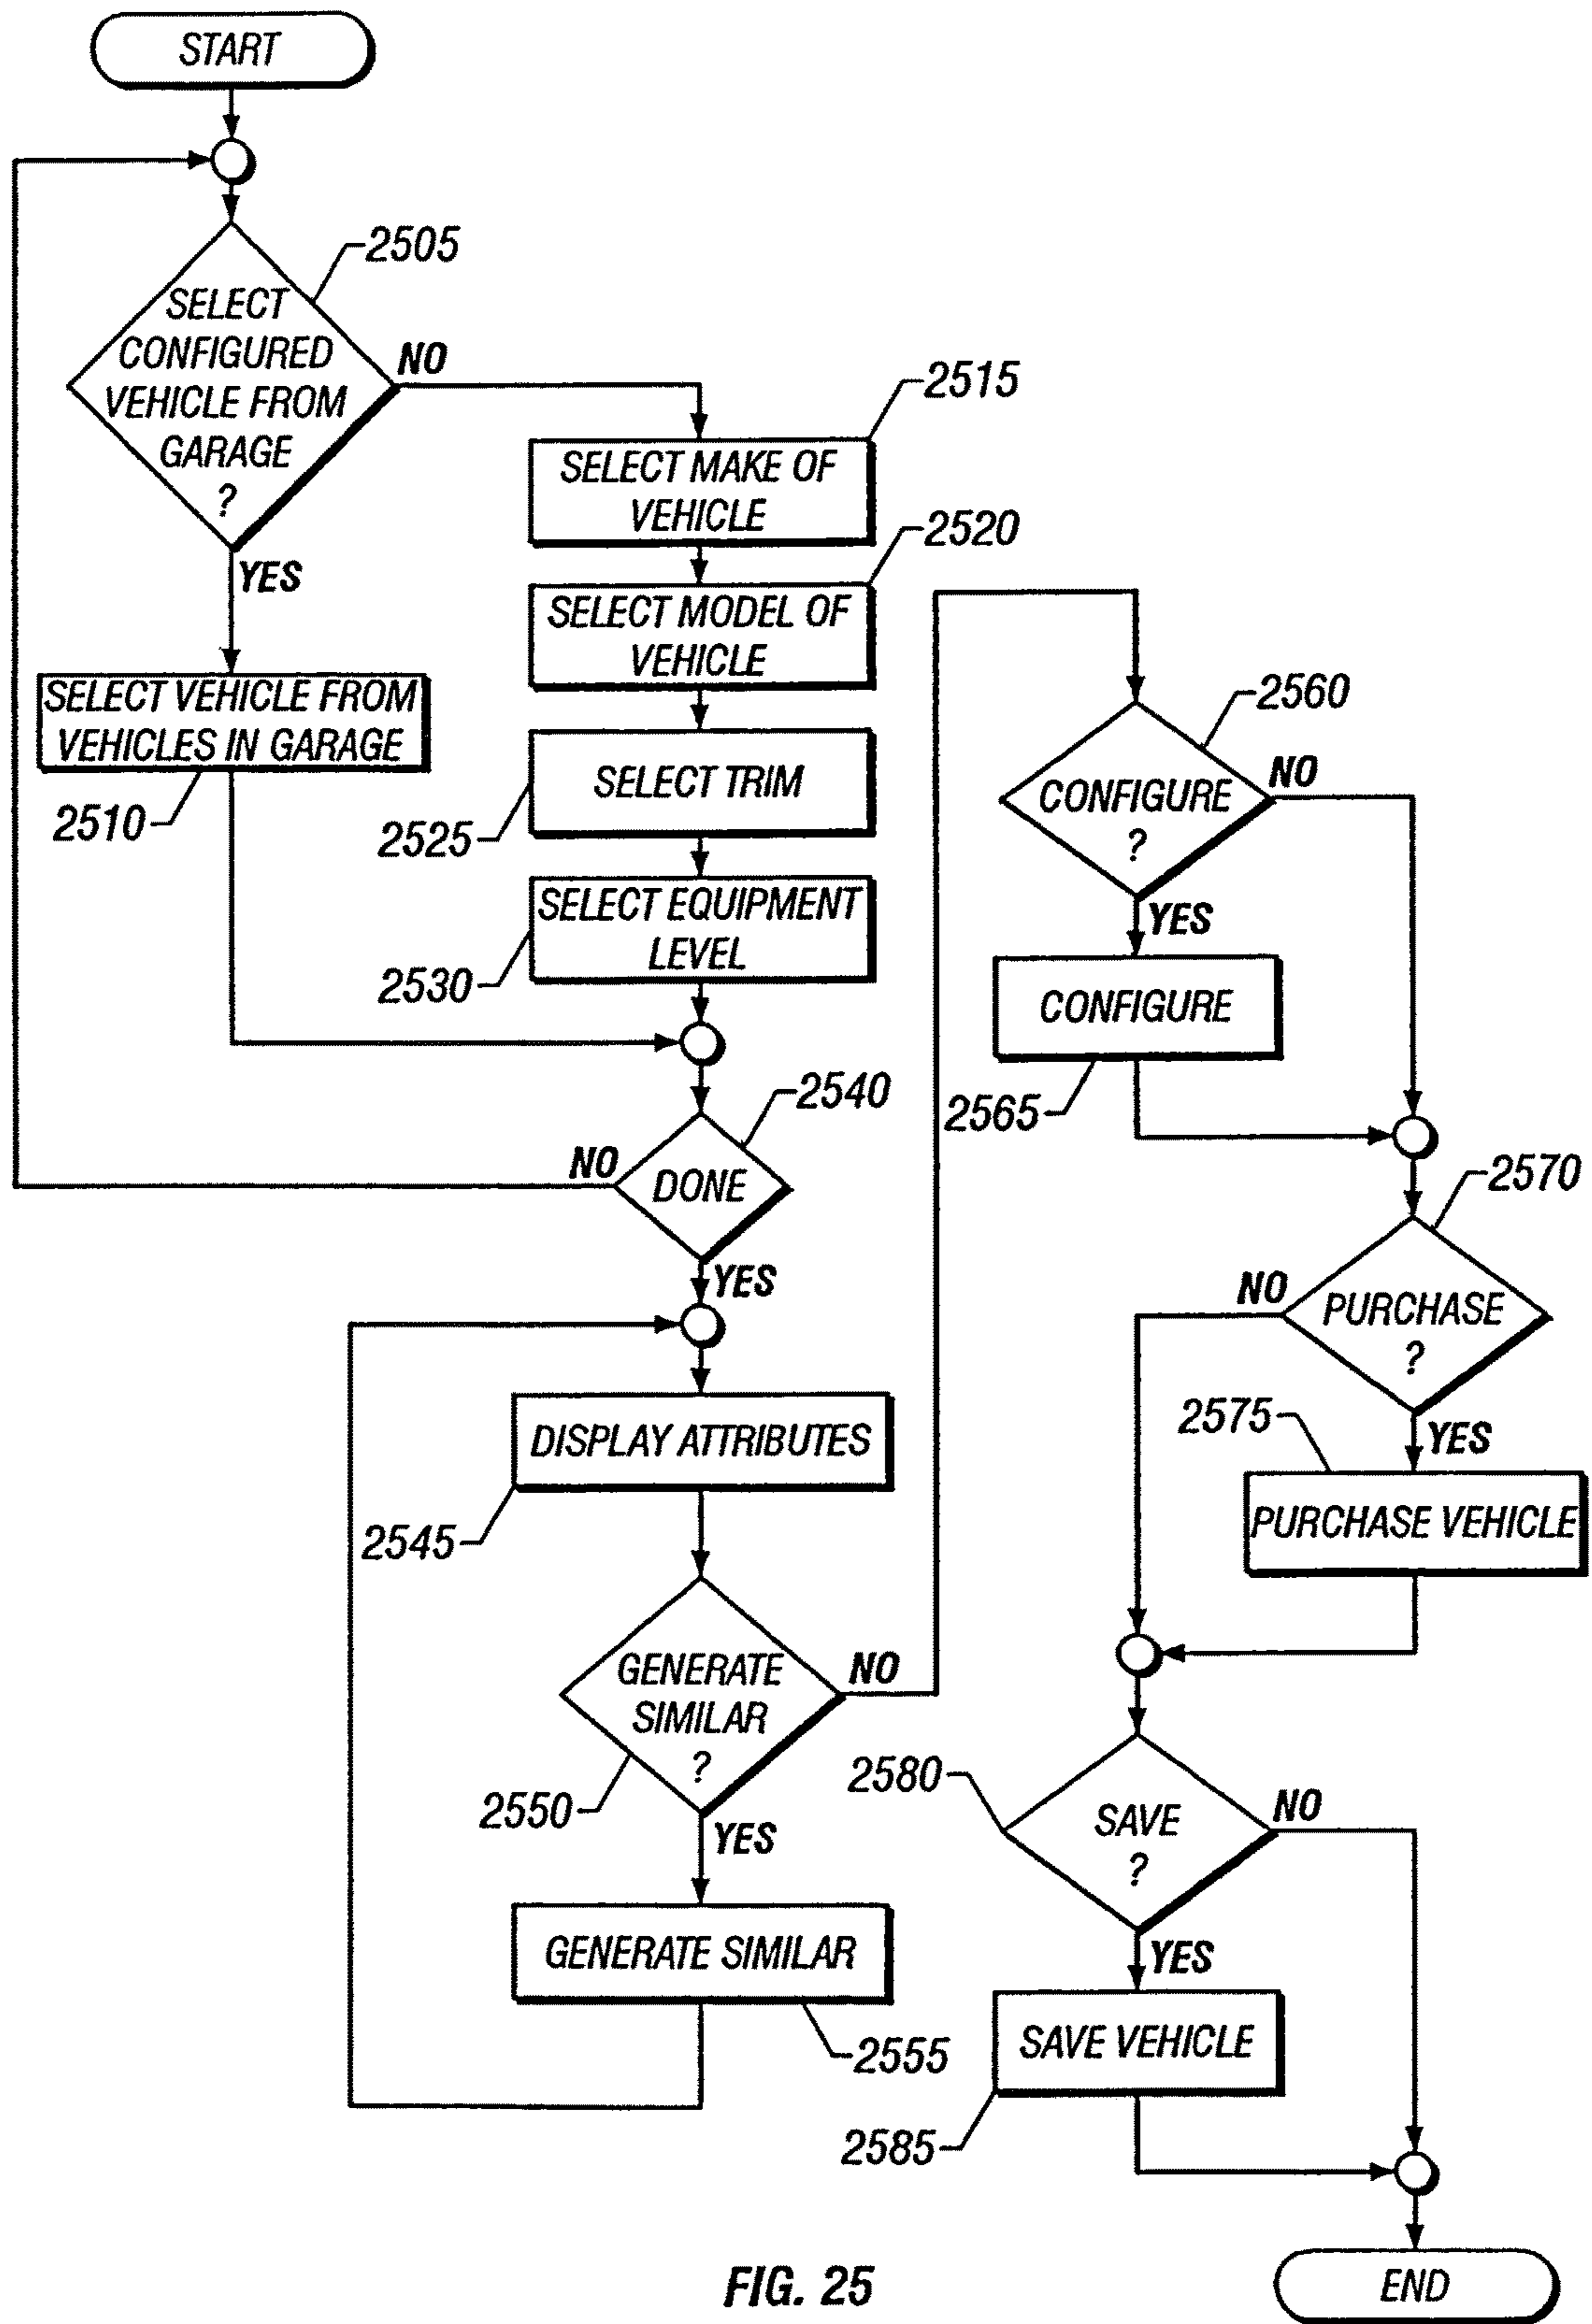 START
2505
SELECT
CONFIGURED
VEHICLE FROM
GARAGE
?
NO
YES
SELECT VEHICLE FROM
VEHICLES IN GARAGE
2510
2515
SELECT MAKE OF
VEHICLE
2520
SELECT MODEL OF
VEHICLE
SELECT TRIM
2525
SELECT EQUIPMENT
LEVEL
2530
2540
DONE
NO
YES
DISPLAY ATTRIBUTES
2545
GENERATE
SIMILAR
?
NO
2550
YES
GENERATE SIMILAR
2555
2560
CONFIGURE
?
NO
YES
CONFIGURE
2565
2570
PURCHASE
?
NO
YES
2575
PURCHASE VEHICLE
2580
SAVE
?
NO
YES
SAVE VEHICLE
2585
END
FIG. 25